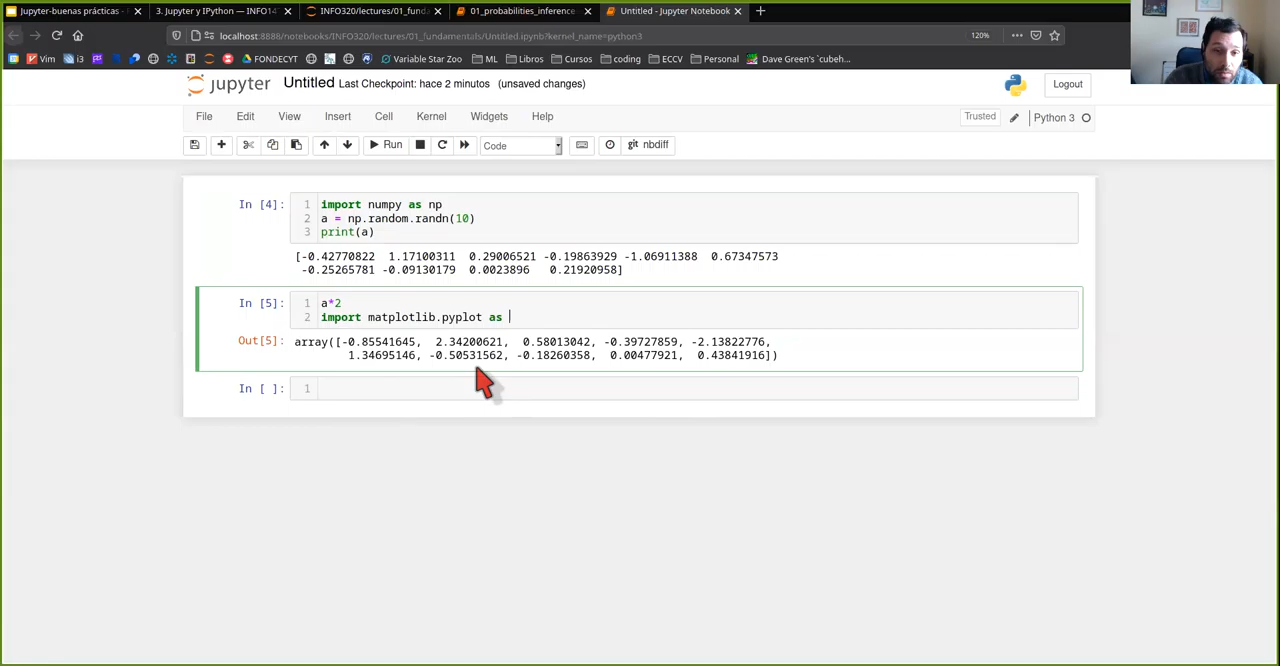 Jupyter-buenas prácticas - 
3. Jupyter y IPython — INFO14
INFO320/lectures/01_funda
01_probabilities_inference
Untitled - Jupyter Notebook
localhost:8888/notebooks/INFO320/lectures/01_fundamentals/Untitled.ipynb?kernel_name=python3
120%
Vim
i3
FONDECYT
Variable Star Zoo
ML
Libros
Cursos
coding
ECCV
Personal
Dave Green's `cubeh...
jupyter
Untitled
Last Checkpoint: hace 2 minutos
(unsaved changes)
Logout
File
Edit
View
Insert
Cell
Kernel
Widgets
Help
Trusted
Python 3
Run
Code
git nbdiff
In [4]:
1 import numpy as np
2 a = np.random.randn(10)
3 print(a)
[-0.42770822 1.17100311 0.29006521 -0.19863929 -1.06911388 0.67347573
-0.25265781 -0.09130179 0.0023896 0.21920958]
In [5]:
1 a*2
2 import matplotlib.pyplot as
Out[5]:
array([-0.85541645, 2.34200621, 0.58013042, -0.39727859, -2.13822776,
1.34695146, -0.50531562, -0.18260358, 0.00477921, 0.43841916])
In [ ]:
1